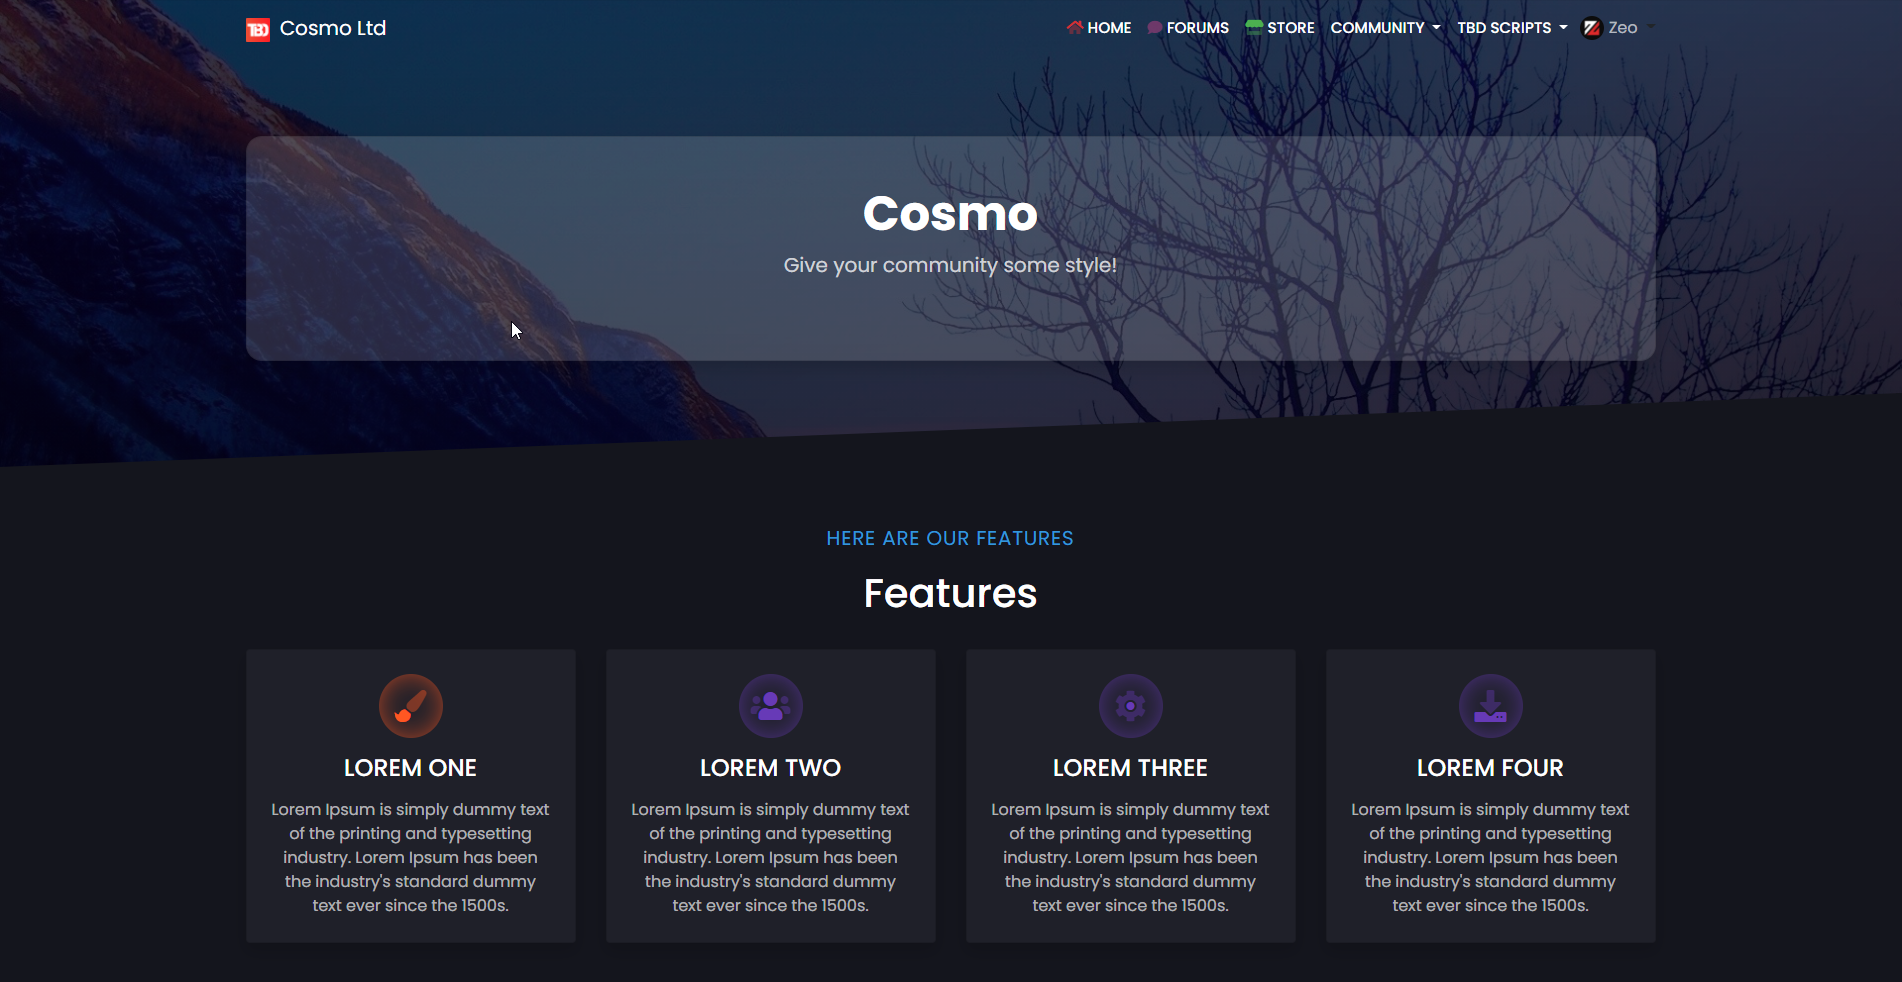 TBD Cosmo Ltd HOME FORUMS STORE COMMUNITY TBD SCRIPTS Z Zeo
Cosmo
Give your community some style!
HERE ARE OUR FEATURES
Features
LOREM ONE
Lorem Ipsum is simply dummy text
of the printing and typesetting
industry. Lorem Ipsum has been
the industry's standard dummy
text ever since the 1500s.
LOREM TWO
Lorem Ipsum is simply dummy text
of the printing and typesetting
industry. Lorem Ipsum has been
the industry's standard dummy
text ever since the 1500s.
LOREM THREE
Lorem Ipsum is simply dummy text
of the printing and typesetting
industry. Lorem Ipsum has been
the industry's standard dummy
text ever since the 1500s.
LOREM FOUR
Lorem Ipsum is simply dummy text
of the printing and typesetting
industry. Lorem Ipsum has been
the industry's standard dummy
text ever since the 1500s.